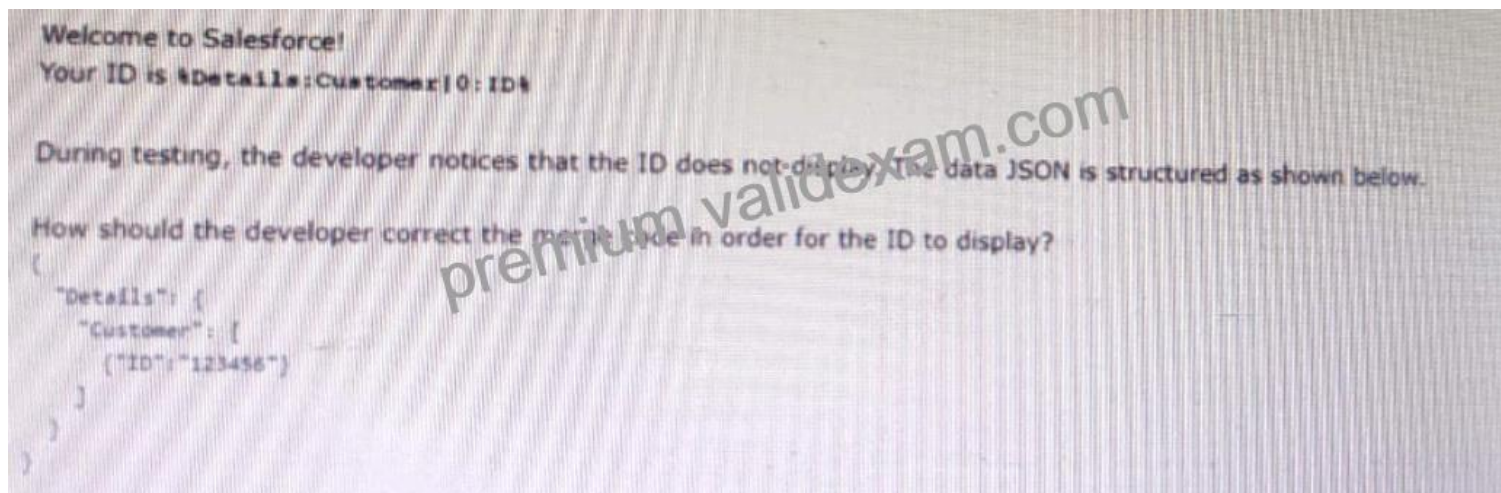 Welcome to Salesforce!
Your ID is %Details:Customer|0:ID%
During testing, the developer notices that the ID does not display. The data JSON is structured as shown below.
How should the developer correct the in order for the ID to display?
premium.validexam.com
{
"Details": {
"Customer": [
{"ID":"123456"}
]
}
}